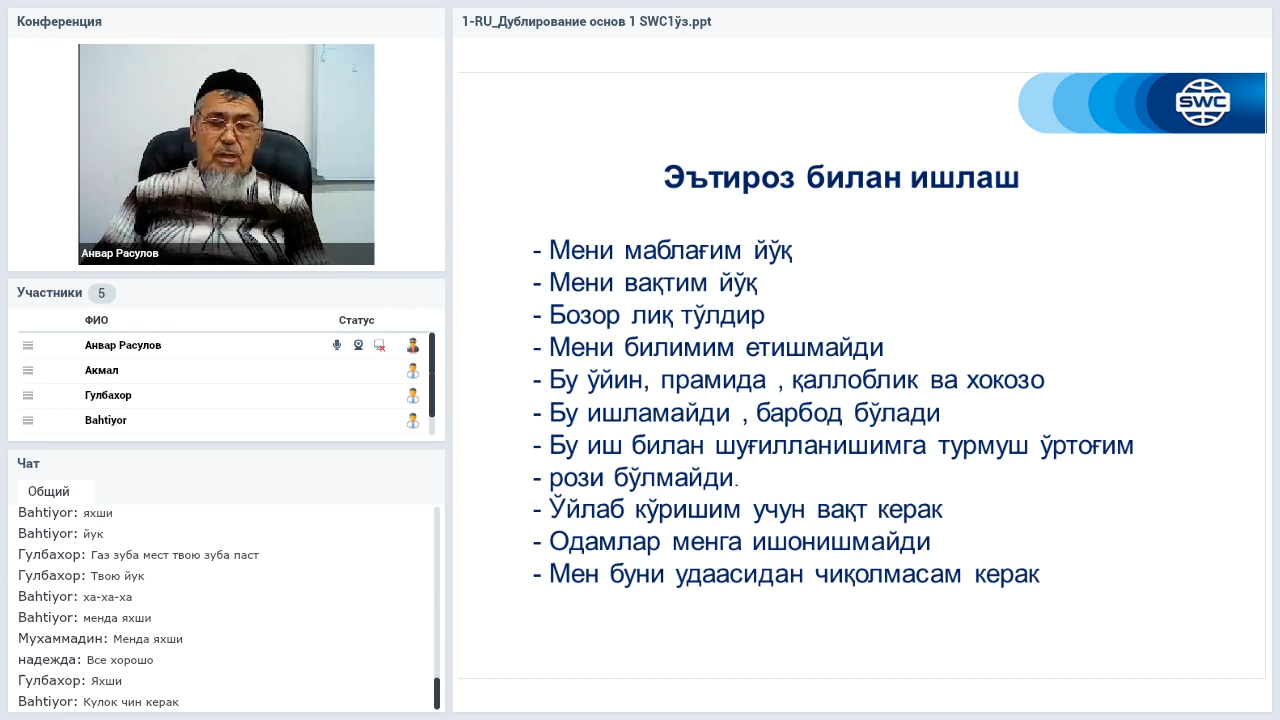 Конференция
Анвар Расулов
Участники 5
ФИО Статус
Анвар Расулов
Акмал
Гулбахор
Bahtiyor
Чат
Общий
Bahtiyor: яхши
Bahtiyor: йук
Гулбахор: Газ зуба мест твою зуба паст
Гулбахор: Твою йук
Bahtiyor: ха-ха-ха
Bahtiyor: менда яхши
Мухаммадин: Менда яхши
надежда: Все хорошо
Гулбахор: Яхши
Bahtiyor: Кулок чин керак
1-RU_Дублирование основ 1 SWC1ўз.ppt
SWC
Эътироз билан ишлаш
- Мени маблағим йўқ
- Мени вақтим йўқ
- Бозор лиқ тўлдир
- Мени билимим етишмайди
- Бу ўйин, прамида , қаллоблик ва хокозо
- Бу ишламайди , барбод бўлади
- Бу иш билан шуғилланишимга турмуш ўртоғим
- рози бўлмайди.
- Ўйлаб кўришим учун вақт керак
- Одамлар менга ишонишмайди
- Мен буни удаасидан чиқолмасам керак